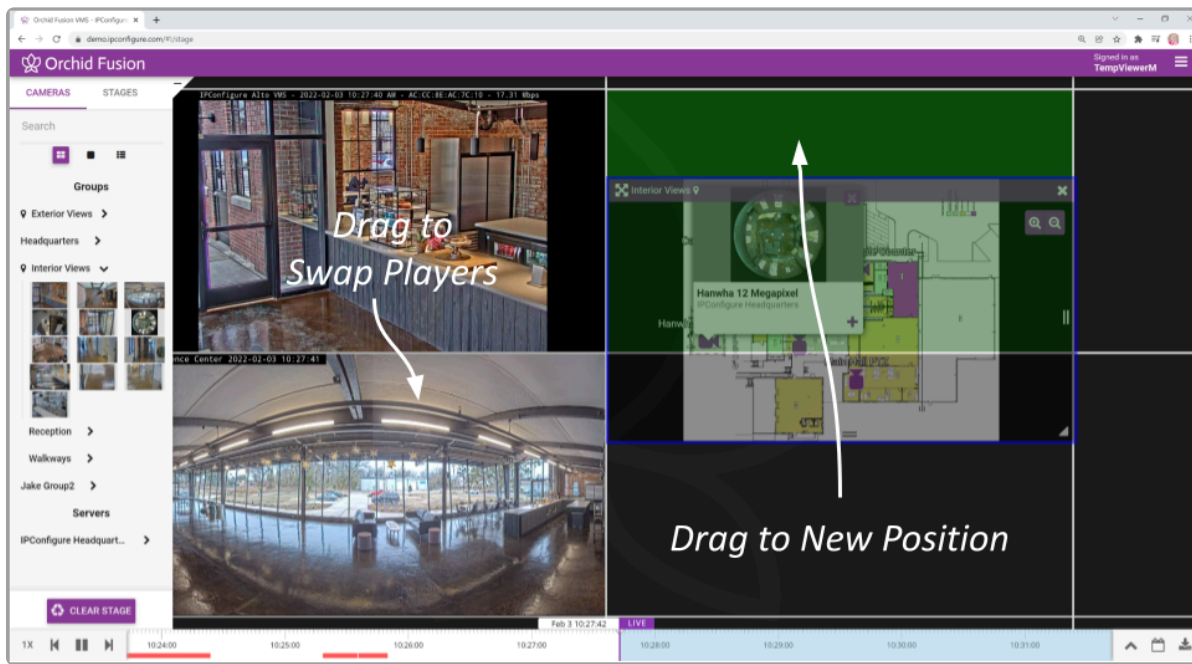 Orchid Fusion VMS - IPConfigur
demo.ipconfigure.com/#!/stage
Orchid Fusion
Signed in as
TempViewerM
CAMERAS STAGES
Search
Groups
Exterior Views
Headquarters
Interior Views
Reception
Walkways
Jake Group2
Servers
IPConfigure Headquart...
CLEAR STAGE
IPConfigure Alto VMS - 2022-02-03 10:27:40 AM - AC:CC:8E:AC:7C:10 - 17.31 Mbps
Drag to
Swap Players
nce Center 2022-02-03 10:27:41
Interior Views
Hanwha 12 Megapixel
IPConfigure Headquarters
Hanw
Drag to New Position
Feb 3 10:27:42 LIVE
1X 10:24:00 10:25:00 10:26:00 10:27:00 10:28:00 10:29:00 10:30:00 10:31:00